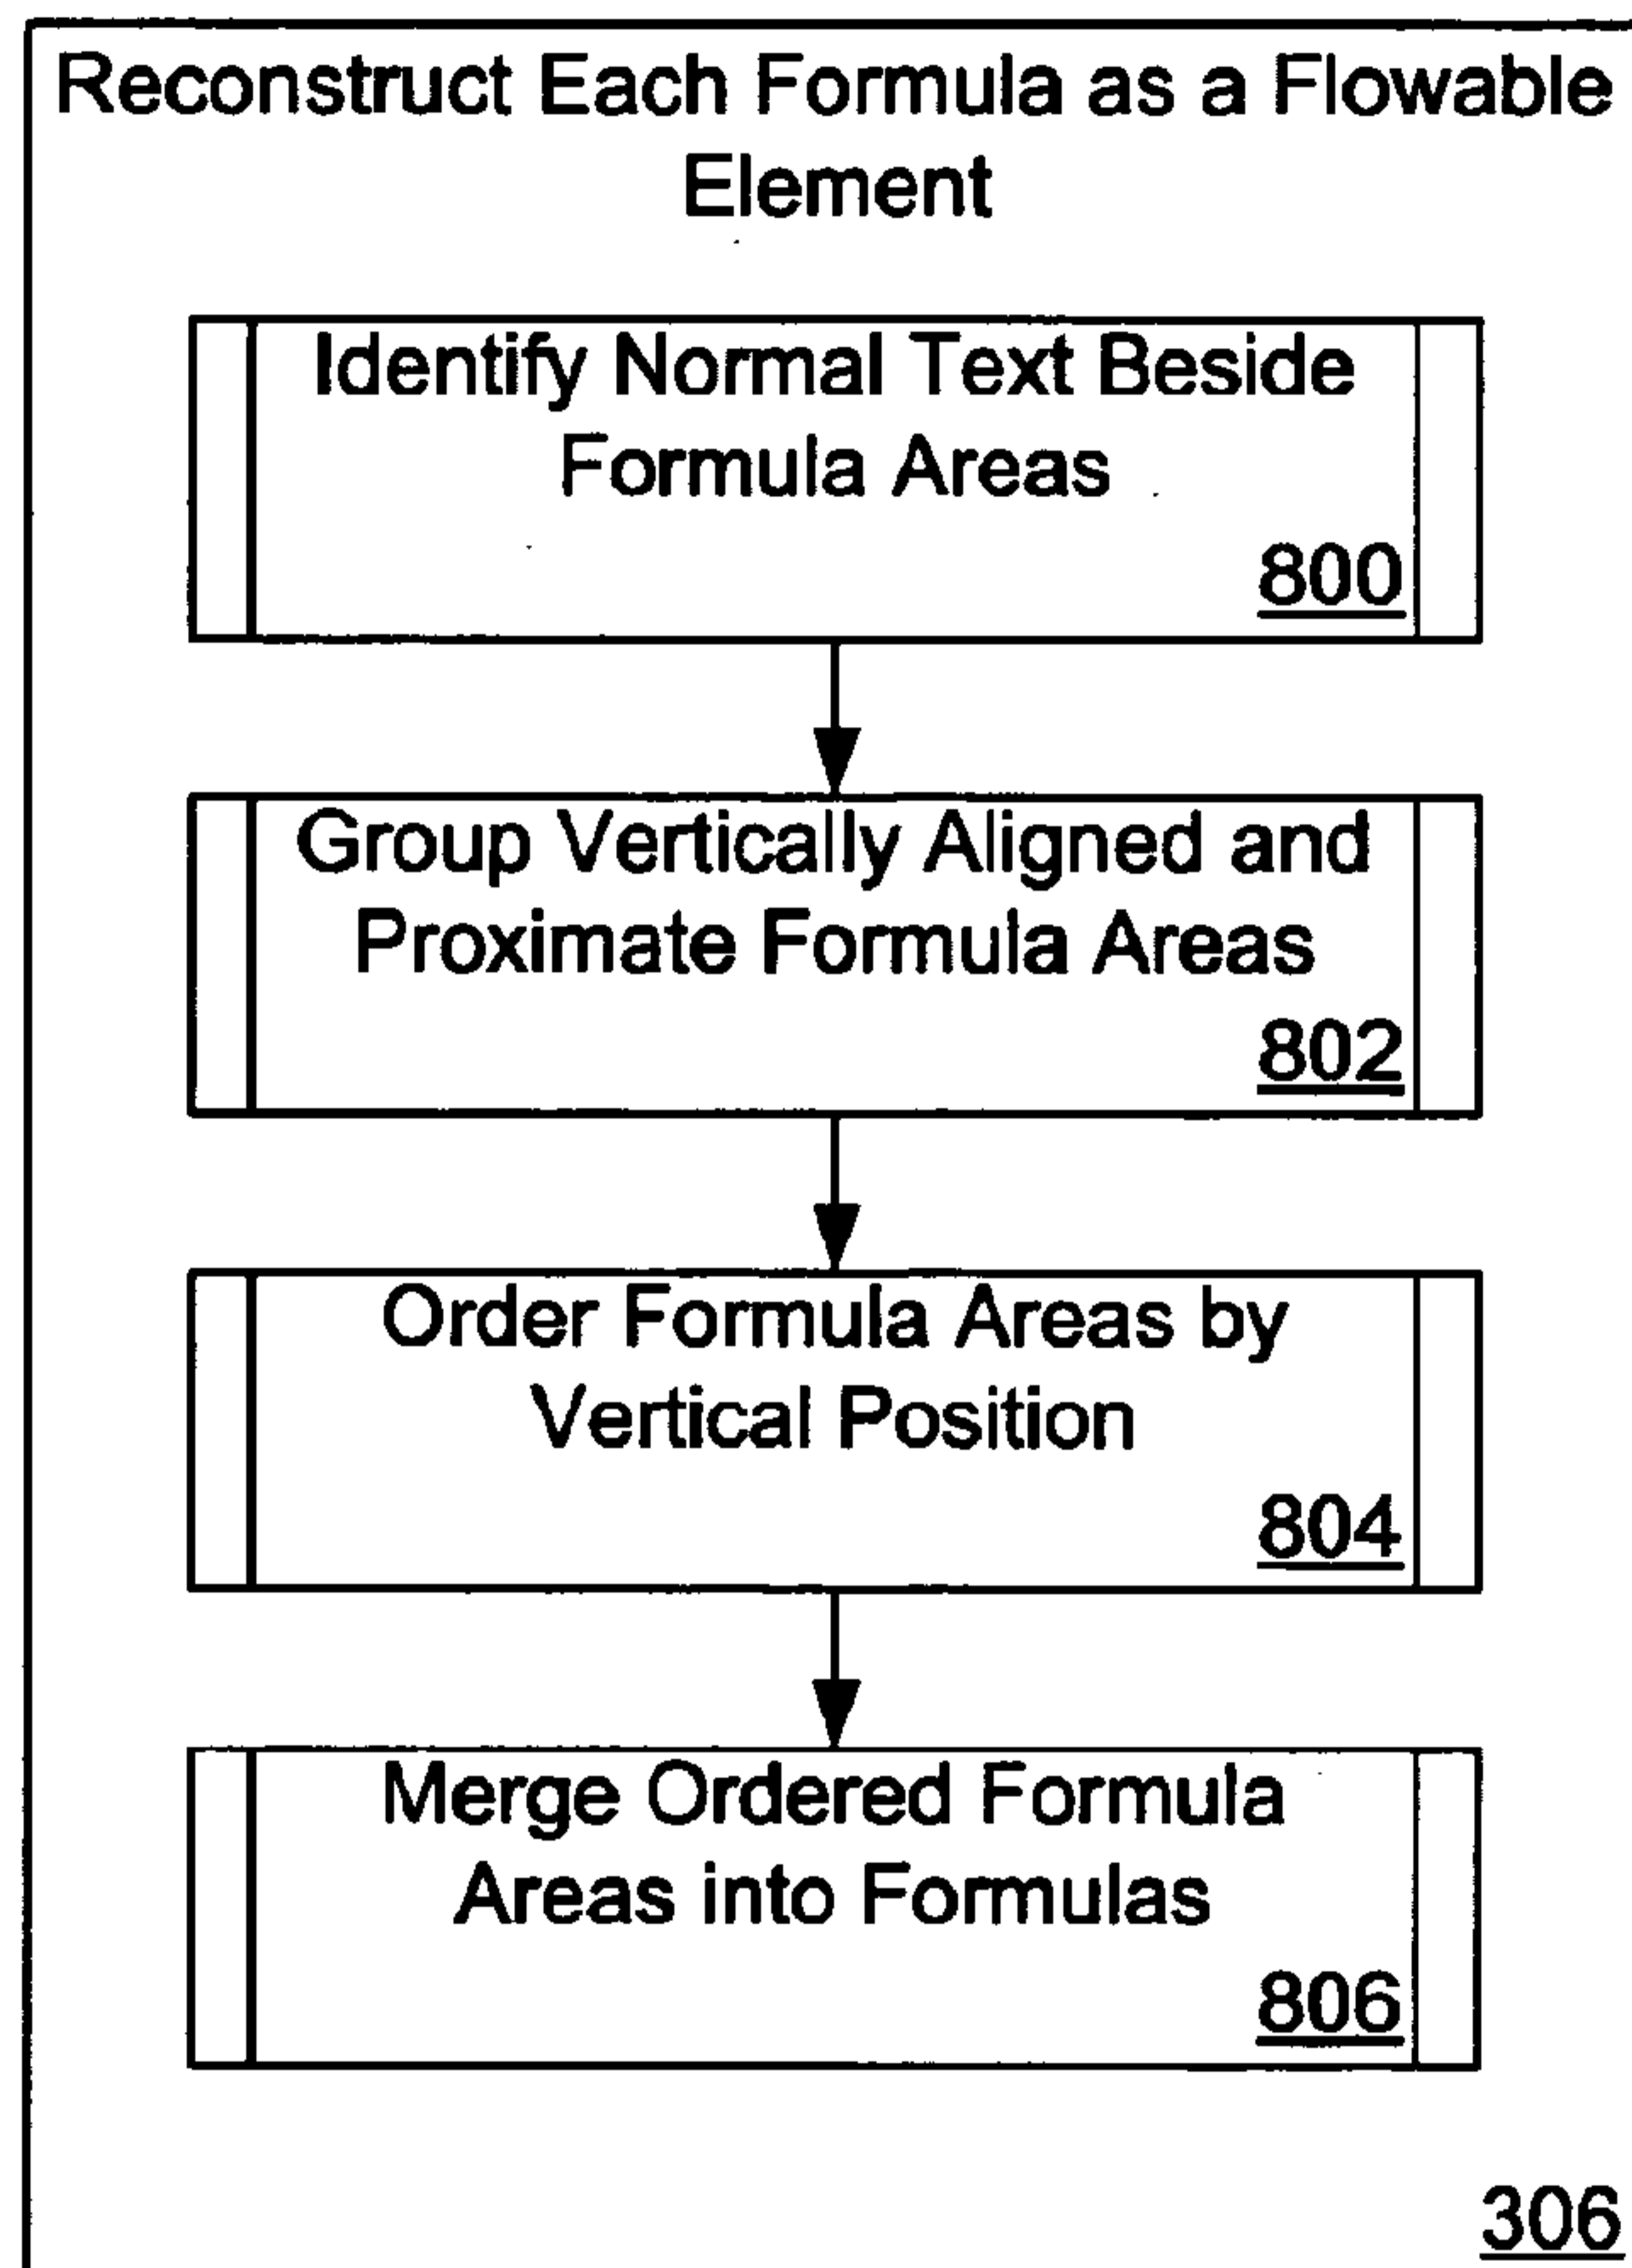 Reconstruct Each Formula as a Flowable
Element
Identify Normal Text Beside
Formula Areas
800
Group Vertically Aligned and
Proximate Formula Areas
802
Order Formula Areas by
Vertical Position
804
Merge Ordered Formula
Areas into Formulas
806
306